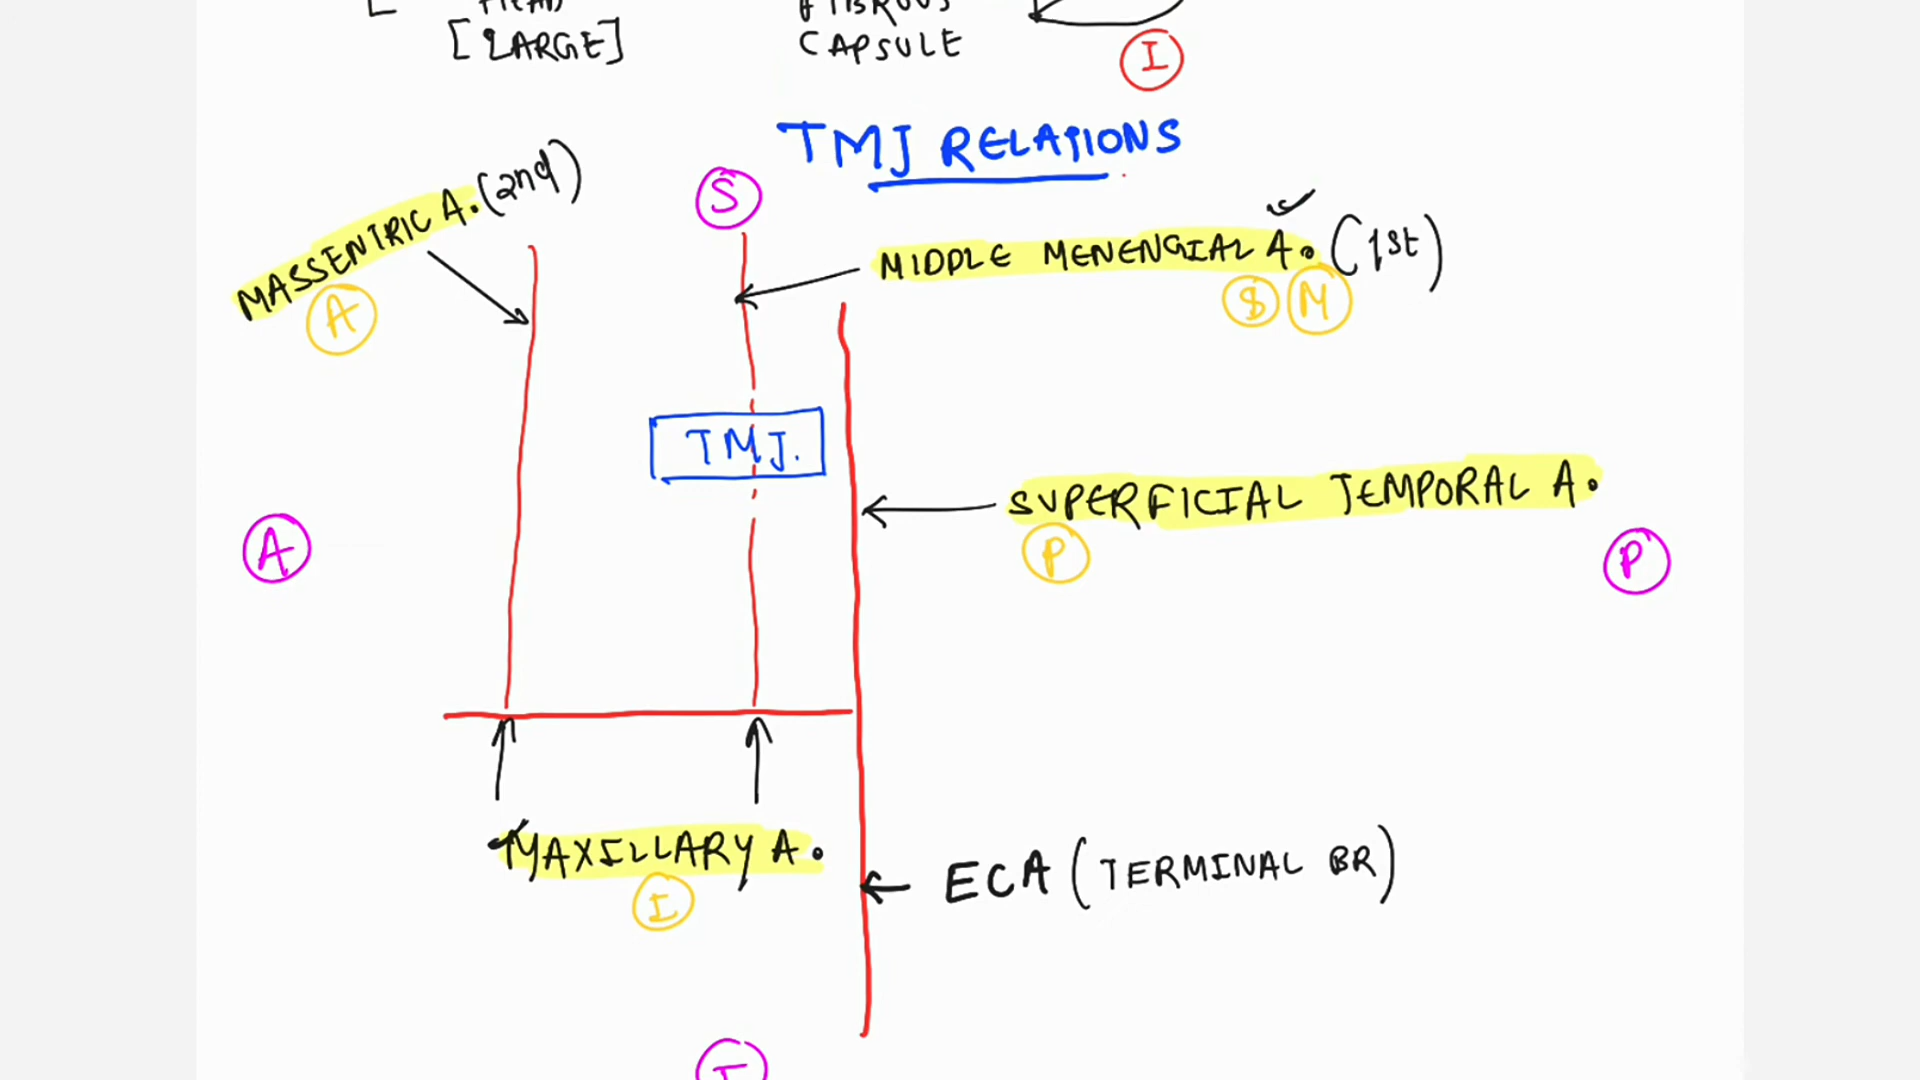 [LARGE]
CAPSULE
I
TMJ RELATIONS
MASSENTRIC A. (2nd)
A
S
MIDDLE MENENGIAL A. (1st)
S M
TMJ.
SUPERFICIAL TEMPORAL A.
P
A
P
MAXILLARY A.
I
ECA (TERMINAL BR)